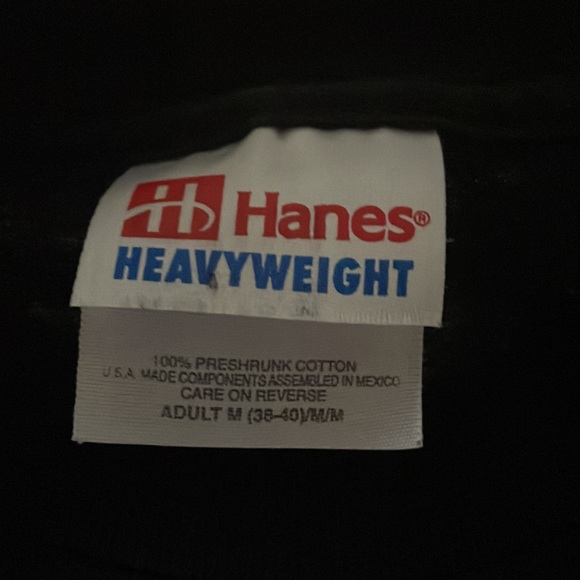 Hanes®
HEAVYWEIGHT
100% PRESHRUNK COTTON
U.S.A. MADE COMPONENTS ASSEMBLED IN MEXICO
CARE ON REVERSE
ADULT M (38-40)/M/M